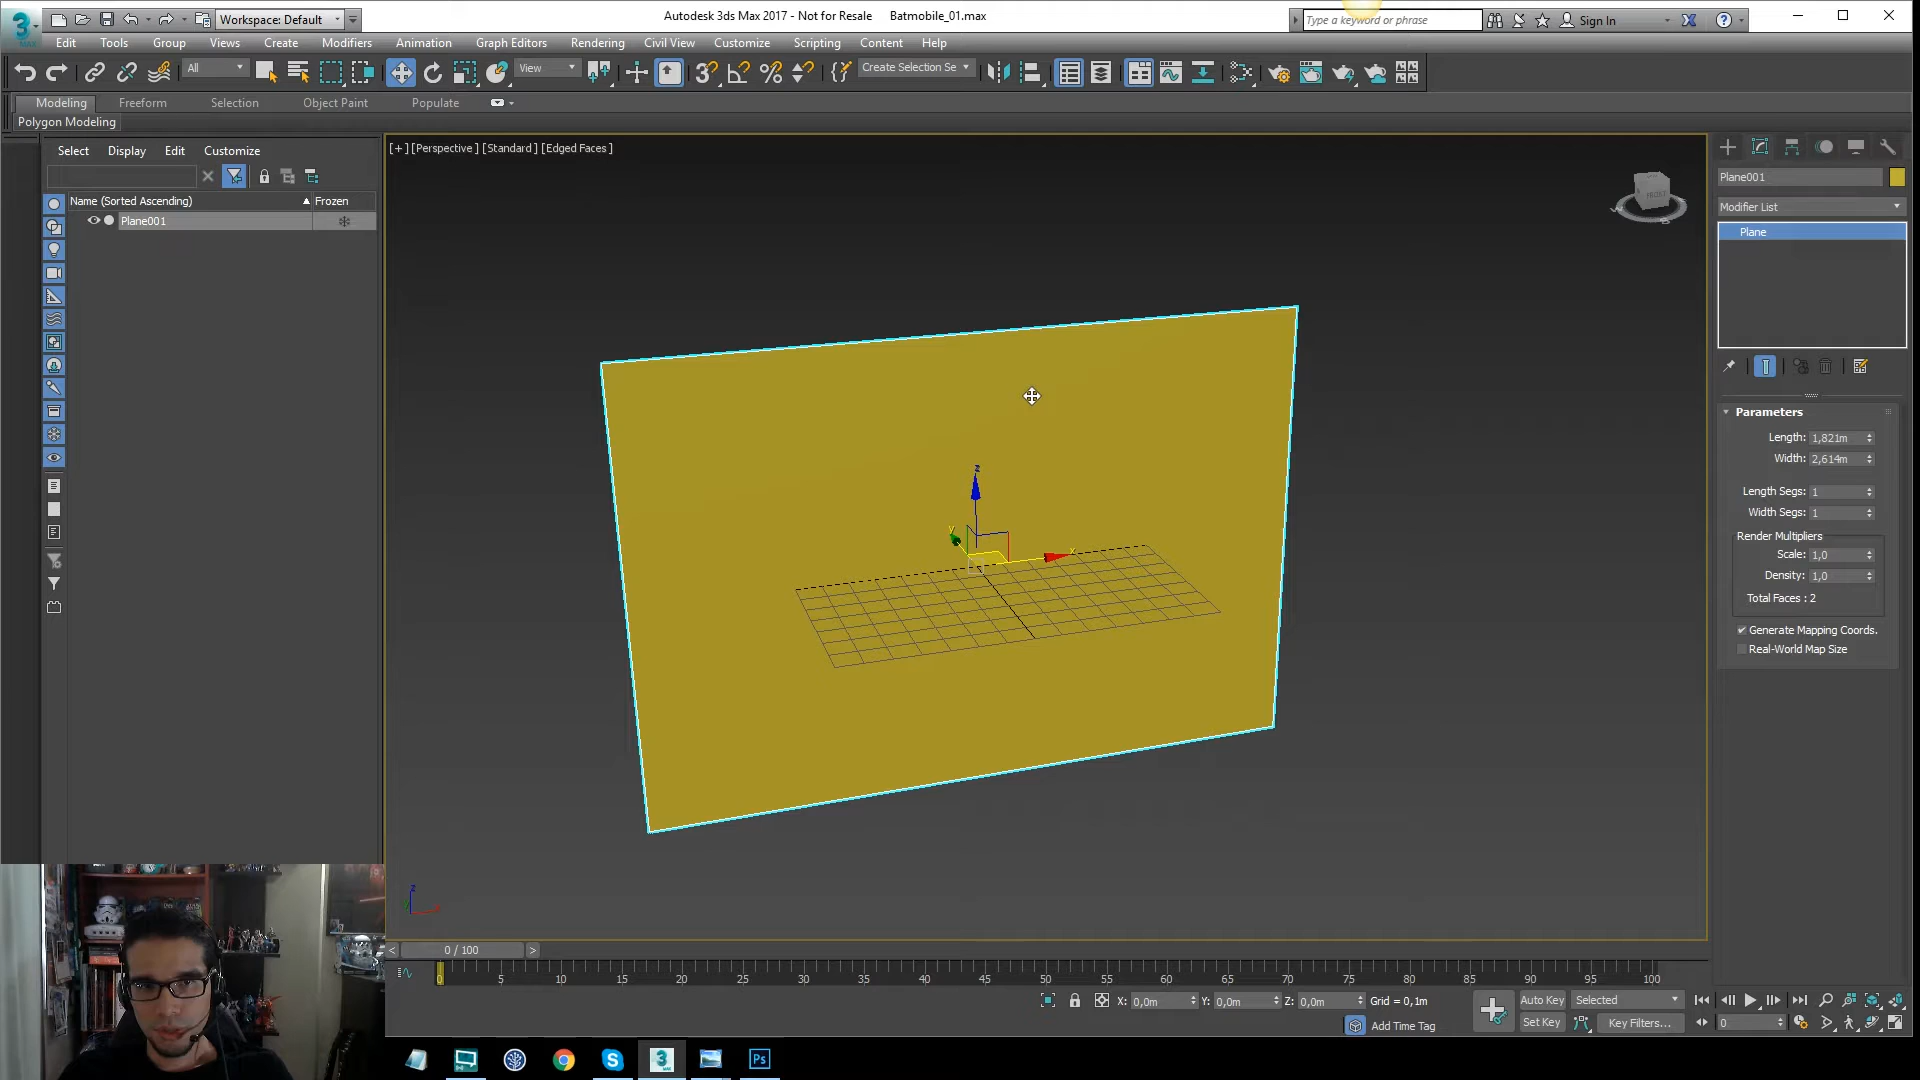 3
MAX
Workspace: Default
Autodesk 3ds Max 2017 - Not for Resale    Batmobile_01.max
Type a keyword or phrase
Sign In
Edit Tools Group Views Create Modifiers Animation Graph Editors Rendering Civil View Customize Scripting Content Help
All
View
Create Selection Se
Modeling Freeform Selection Object Paint Populate
Polygon Modeling
Select Display Edit Customize
[+] [Perspective] [Standard] [Edged Faces]
Name (Sorted Ascending) Frozen
Plane001
FRONT
z
y
x
Plane001
Modifier List
Plane
Parameters
Length: 1,821m
Width: 2,614m
Length Segs: 1
Width Segs: 1
Render Multipliers
Scale: 1,0
Density: 1,0
Total Faces : 2
Generate Mapping Coords.
Real-World Map Size
z
< 0 / 100 >
0 5 10 15 20 25 30 35 40 45 50 55 60 65 70 75 80 85 90 95 100
X: 0,0m Y: 0,0m Z: 0,0m Grid = 0,1m
Add Time Tag
Auto Key Selected
Set Key Key Filters...
0
S 3 Ps